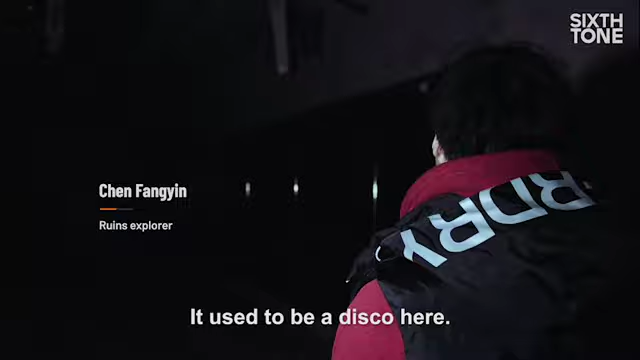 SIXTH
TONE
Chen Fangyin
Ruins explorer
It used to be a disco here.